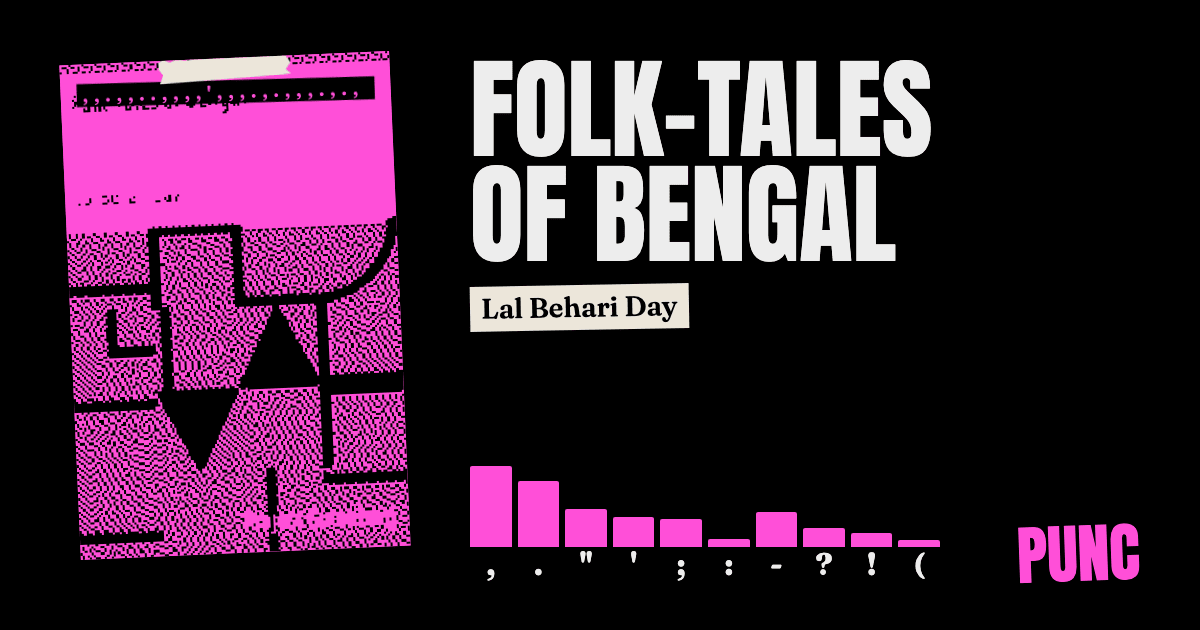 FOLK-TALES
OF BENGAL
Lal Behari Day
, . " ' ; : - ? ! (
PUNC